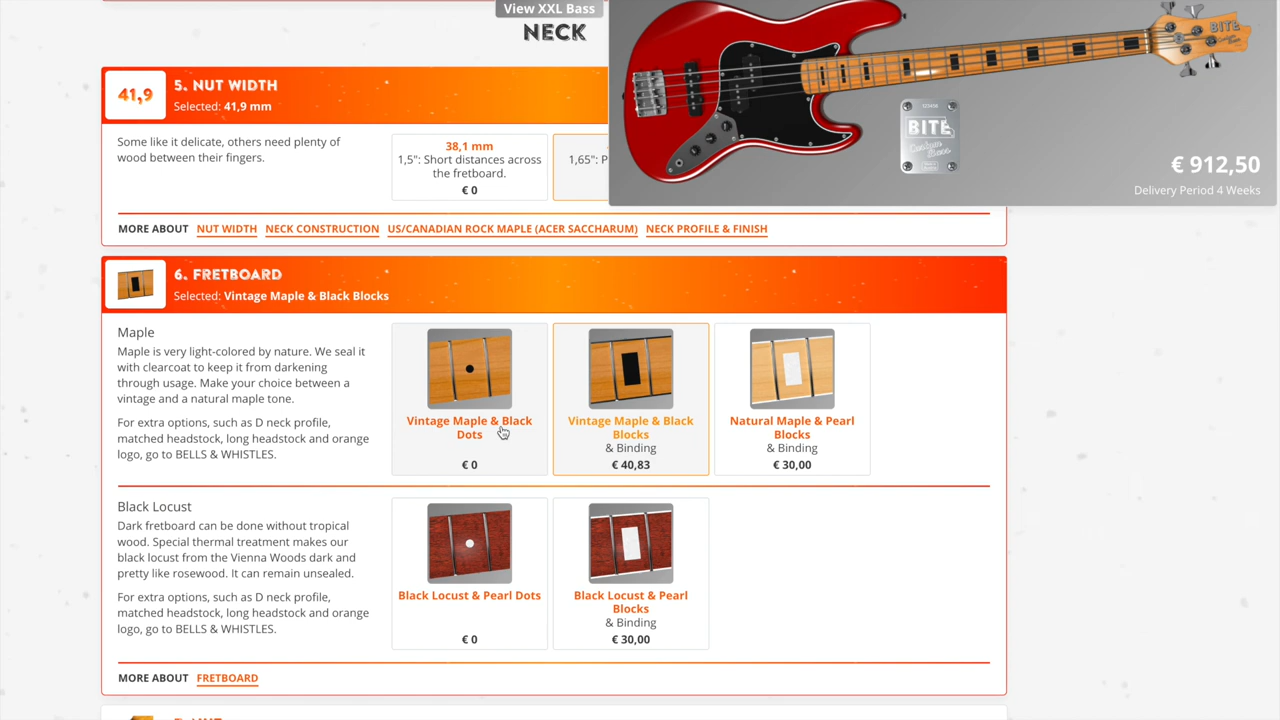 View XXL Bass
NECK
BITE
41,9
5. NUT WIDTH
Selected: 41,9 mm
123456
BITE
Custom Bass
€ 912,50
Delivery Period 4 Weeks
Some like it delicate, others need plenty of
wood between their fingers.
38,1 mm
1,5": Short distances across
the fretboard.
€ 0
1,65": P
MORE ABOUT NUT WIDTH NECK CONSTRUCTION US/CANADIAN ROCK MAPLE (ACER SACCHARUM) NECK PROFILE & FINISH
6. FRETBOARD
Selected: Vintage Maple & Black Blocks
Maple
Maple is very light-colored by nature. We seal it
with clearcoat to keep it from darkening
through usage. Make your choice between a
vintage and a natural maple tone.
For extra options, such as D neck profile,
matched headstock, long headstock and orange
logo, go to BELLS & WHISTLES.
Vintage Maple & Black
Dots
€ 0
Vintage Maple & Black
Blocks
& Binding
€ 40,83
Natural Maple & Pearl
Blocks
& Binding
€ 30,00
Black Locust
Dark fretboard can be done without tropical
wood. Special thermal treatment makes our
black locust from the Vienna Woods dark and
pretty like rosewood. It can remain unsealed.
For extra options, such as D neck profile,
matched headstock, long headstock and orange
logo, go to BELLS & WHISTLES.
Black Locust & Pearl Dots
€ 0
Black Locust & Pearl
Blocks
& Binding
€ 30,00
MORE ABOUT FRETBOARD